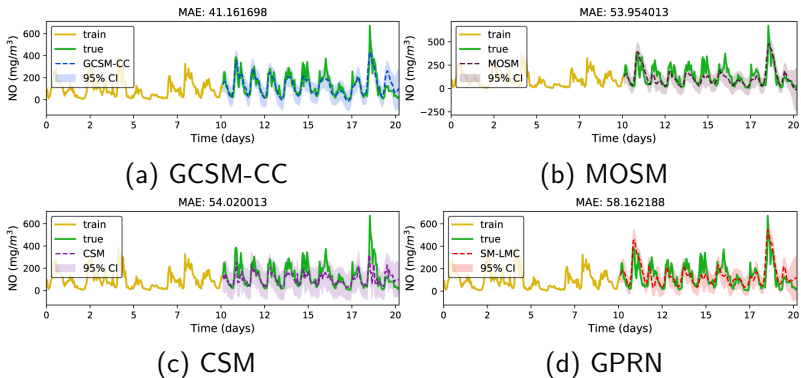 MAE: 41.161698
600
400
200
0
NO (mg/m³)
train
true
GCSM-CC
95% CI
0 2 5 7 10 12 15 17 20
Time (days)
(a) GCSM-CC
MAE: 53.954013
500
250
0
−250
NO (mg/m³)
train
true
MOSM
95% CI
0 2 5 7 10 12 15 17 20
Time (days)
(b) MOSM
MAE: 54.020013
600
400
200
0
NO (mg/m³)
train
true
CSM
95% CI
0 2 5 7 10 12 15 17 20
Time (days)
(c) CSM
MAE: 58.162188
600
400
200
0
NO (mg/m³)
train
true
SM-LMC
95% CI
0 2 5 7 10 12 15 17 20
Time (days)
(d) GPRN